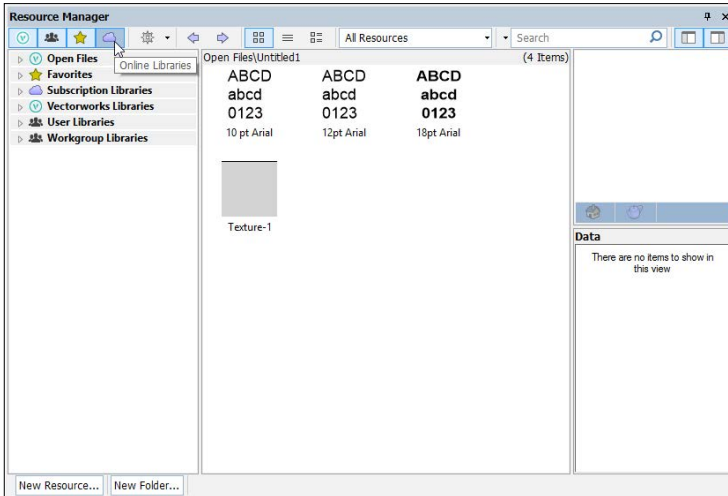 Resource Manager
All Resources
Search
Online Libraries
Open Files
Favorites
Subscription Libraries
Vectorworks Libraries
User Libraries
Workgroup Libraries
Open Files\Untitled1 (4 Items)
ABCD ABCD ABCD
abcd abcd abcd
0123 0123 0123
10 pt Arial 12pt Arial 18pt Arial
Texture-1
Data
There are no items to show in
this view
New Resource... New Folder...